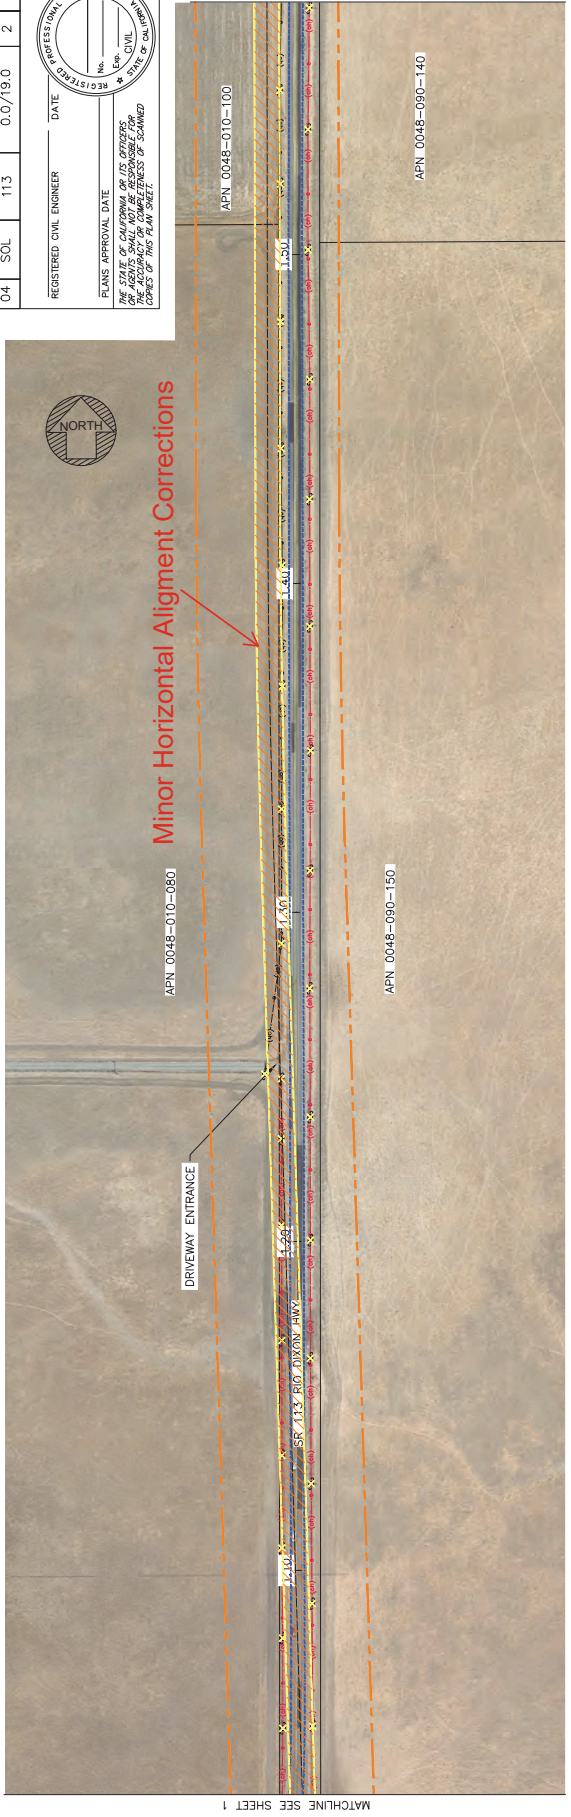 04 SOL 113 0.0/19.0 2
REGISTERED CIVIL ENGINEER DATE
PLANS APPROVAL DATE
THE STATE OF CALIFORNIA OR ITS OFFICERS
OR AGENTS SHALL NOT BE RESPONSIBLE FOR
THE ACCURACY OR COMPLETENESS OF SCANNED
COPIES OF THIS PLAN SHEET.
REGISTERED PROFESSIONAL
No.
Exp.
CIVIL
STATE OF CALIFORNIA
NORTH
Minor Horizontal Aligment Corrections
APN 0048-010-080
APN 0048-010-100
DRIVEWAY ENTRANCE
1.10
1.20
1.30
1.40
1.50
SR 113 RIO DIXON HWY
APN 0048-090-150
APN 0048-090-140
MATCHLINE SEE SHEET 1